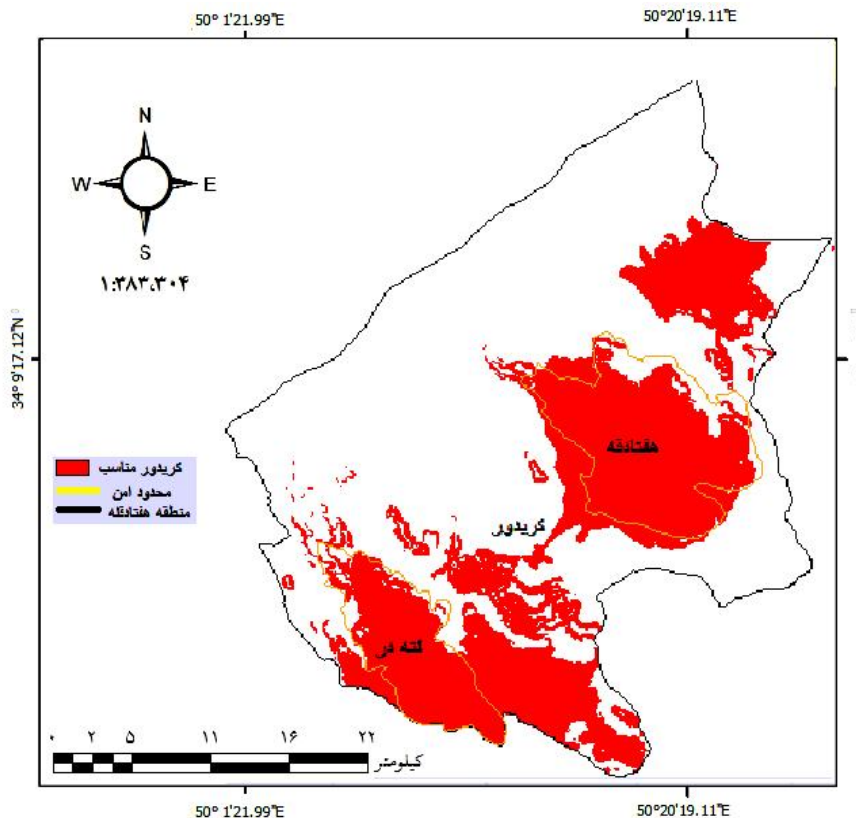 50° 1'21.99"E
50°20'19.11"E
N
W
E
S
۱:۳۸۳،۳۰۴
34° 9'17.12"N
هفتادقله
کریدور مناسب
محدود امن
منطقه هفتادقله
کریدور
لته در
۰ ۲ ۵ ۱۱ ۱۶ ۲۲
کیلومتر
50° 1'21.99"E
50°20'19.11"E